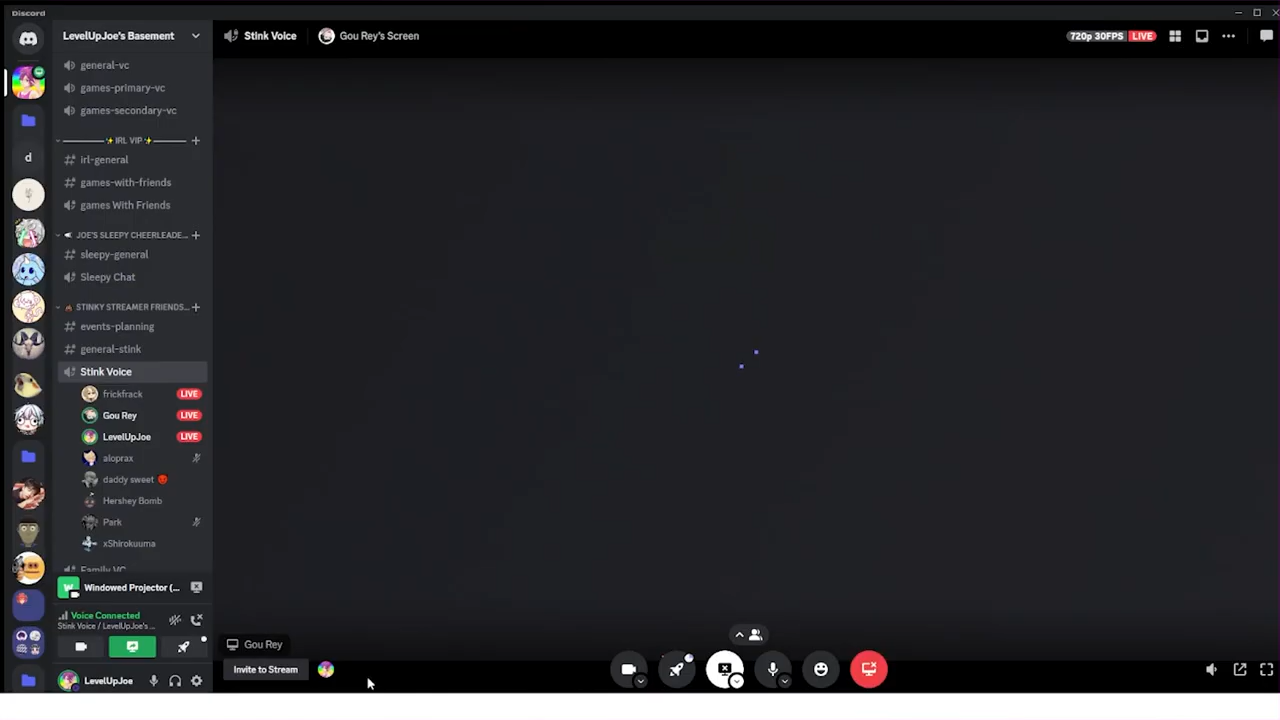 Discord
LevelUpJoe's Basement
Stink Voice
Gou Rey's Screen
720p 30FPS LIVE
general-vc
games-primary-vc
games-secondary-vc
IRL VIP
irl-general
games-with-friends
games With Friends
JOE'S SLEEPY CHEERLEADE...
sleepy-general
Sleepy Chat
STINKY STREAMER FRIENDS...
events-planning
general-stink
Stink Voice
frickfrack LIVE
Gou Rey LIVE
LevelUpJoe LIVE
aloprax
daddy sweet
Hershey Bomb
Park
xShirokuuma
Family VC
Windowed Projector (...
Voice Connected
Stink Voice / LevelUpJoe's...
LevelUpJoe
d
Gou Rey
Invite to Stream